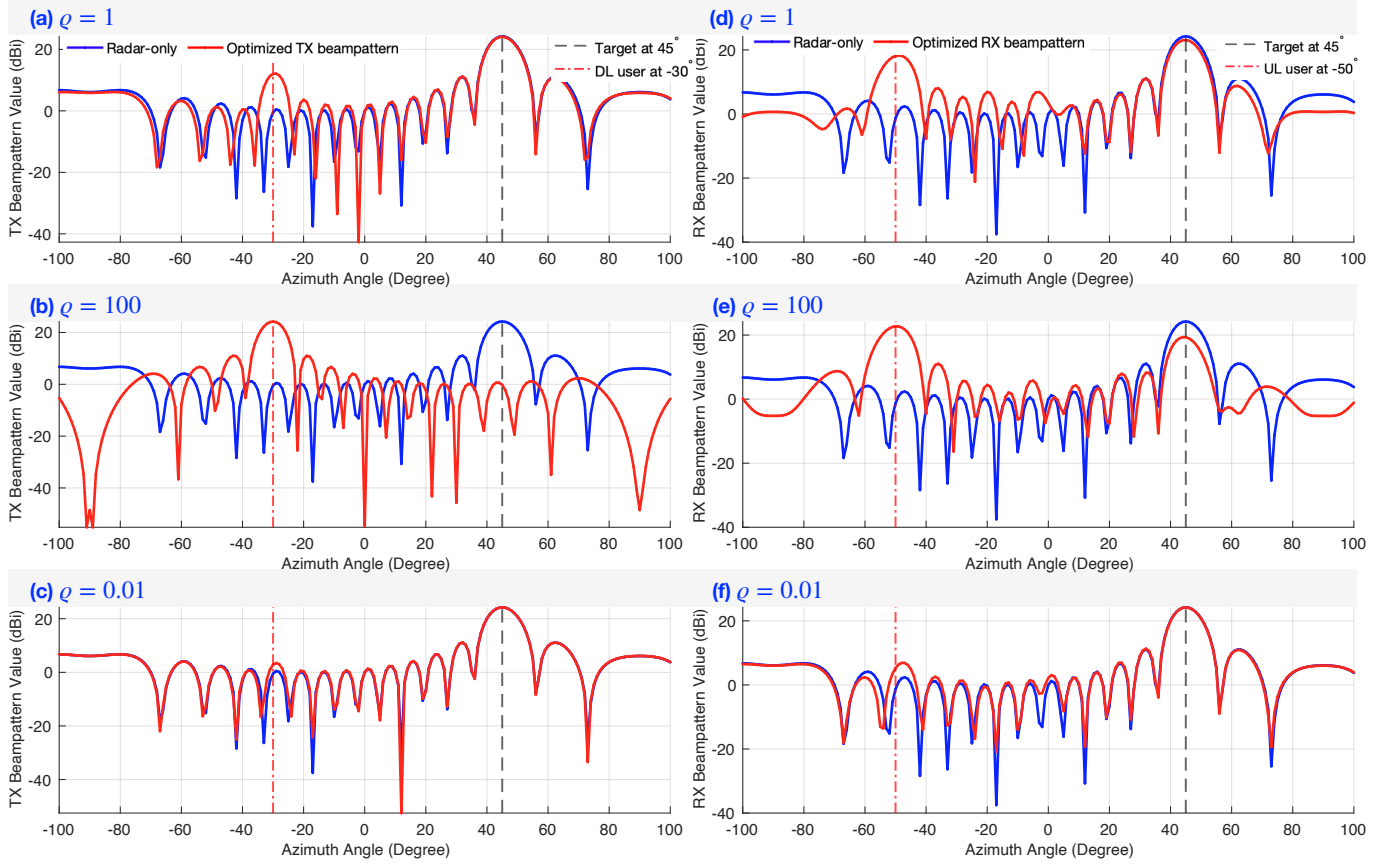 (a) ϱ = 1
Radar-only
Optimized TX beampattern
Target at 45°
DL user at -30°
TX Beampattern Value (dBi)
20
0
-20
-40
-100 -80 -60 -40 -20 0 20 40 60 80 100
Azimuth Angle (Degree)
(d) ϱ = 1
Radar-only
Optimized RX beampattern
Target at 45°
UL user at -50°
RX Beampattern Value (dBi)
20
0
-20
-40
-100 -80 -60 -40 -20 0 20 40 60 80 100
Azimuth Angle (Degree)
(b) ϱ = 100
TX Beampattern Value (dBi)
20
0
-20
-40
-100 -80 -60 -40 -20 0 20 40 60 80 100
Azimuth Angle (Degree)
(e) ϱ = 100
RX Beampattern Value (dBi)
20
0
-20
-40
-100 -80 -60 -40 -20 0 20 40 60 80 100
Azimuth Angle (Degree)
(c) ϱ = 0.01
TX Beampattern Value (dBi)
20
0
-20
-40
-100 -80 -60 -40 -20 0 20 40 60 80 100
Azimuth Angle (Degree)
(f) ϱ = 0.01
RX Beampattern Value (dBi)
20
0
-20
-40
-100 -80 -60 -40 -20 0 20 40 60 80 100
Azimuth Angle (Degree)